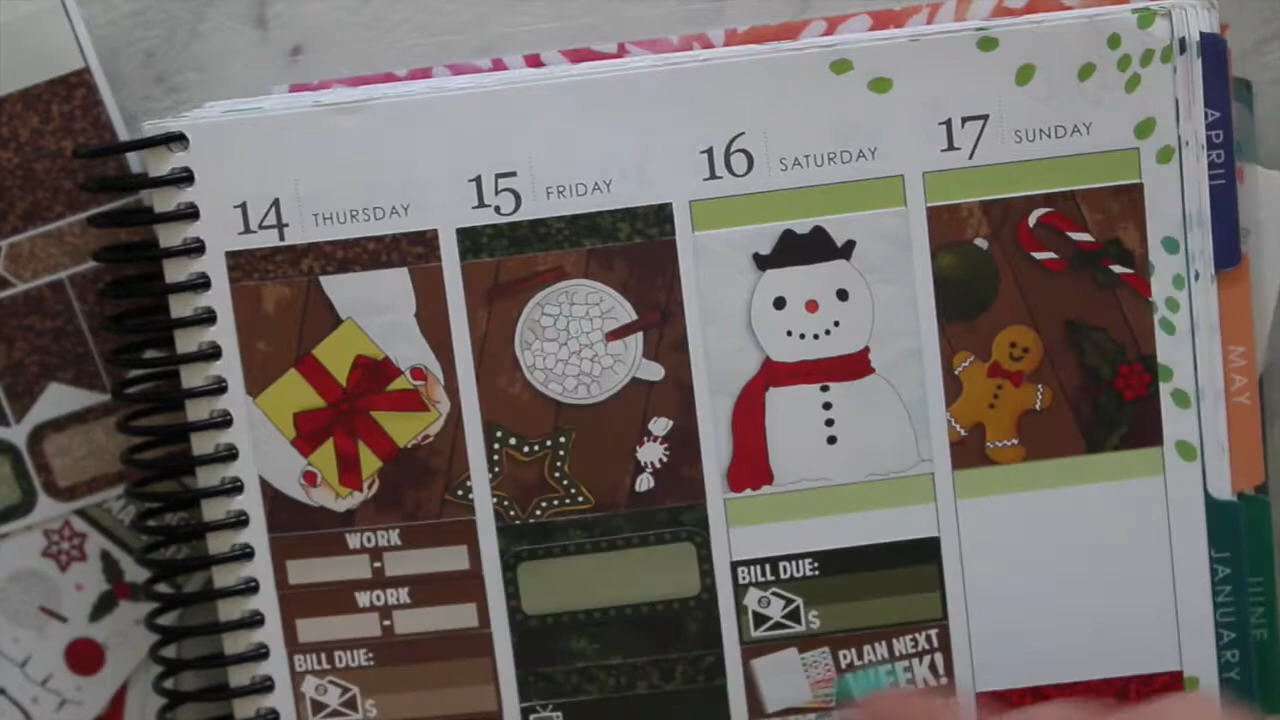 14 THURSDAY
15 FRIDAY
16 SATURDAY
17 SUNDAY
WORK
-
WORK
-
BILL DUE:
$
BILL DUE:
$
PLAN NEXT
WEEK!
APRIL
MAY
JUNE
JANUARY